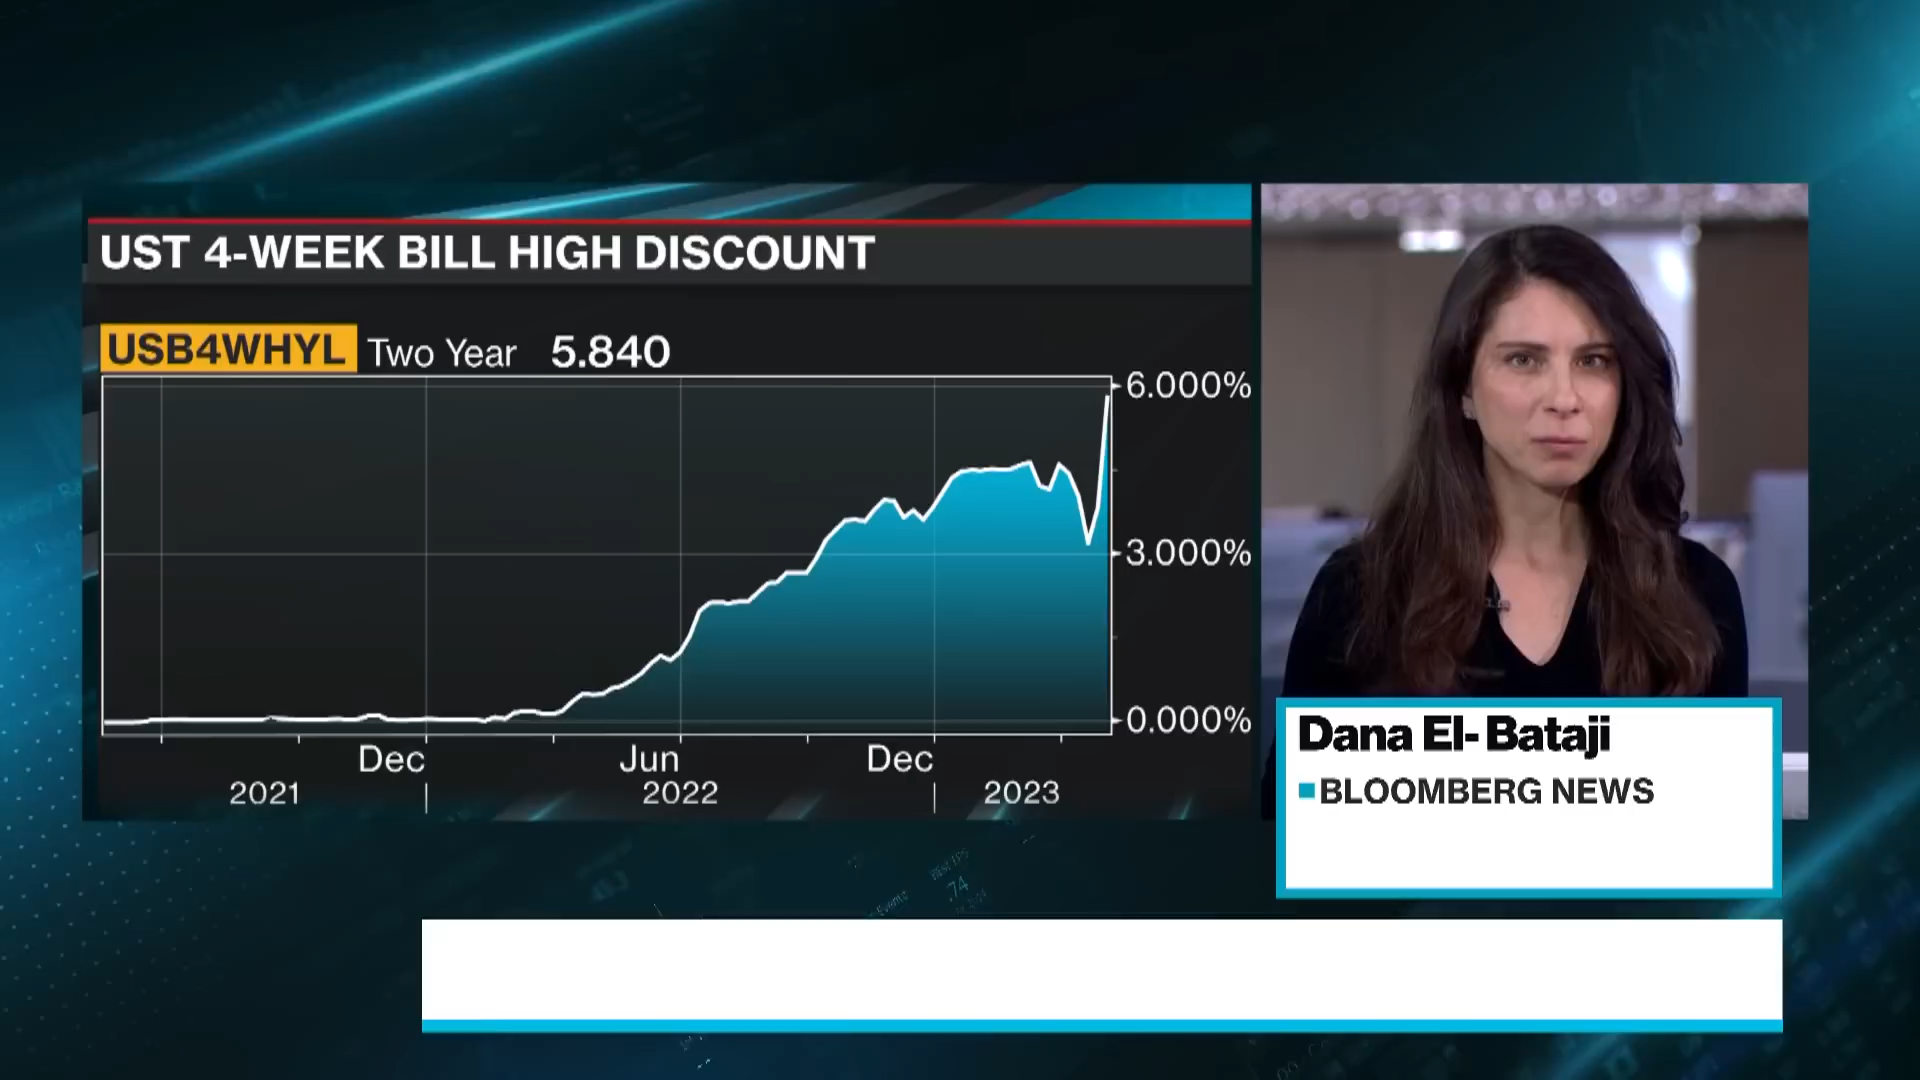 UST 4-WEEK BILL HIGH DISCOUNT
USB4WHYL Two Year 5.840
6.000%
3.000%
0.000%
Dec Jun Dec
2021 2022 2023
Dana El- Bataji
BLOOMBERG NEWS
74